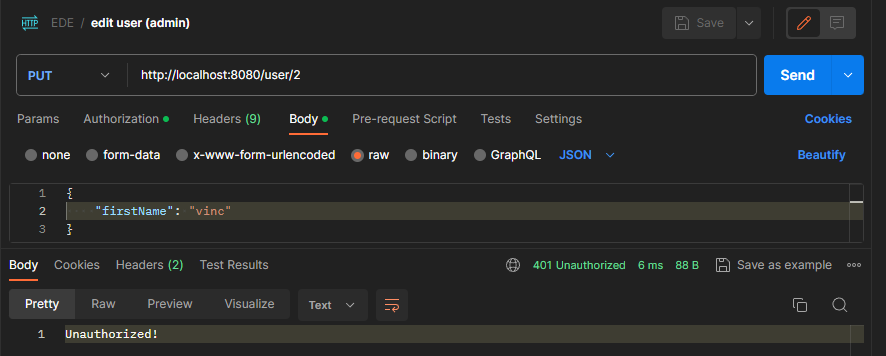 HTTP EDE / edit user (admin) Save
PUT http://localhost:8080/user/2 Send
Params Authorization Headers (9) Body Pre-request Script Tests Settings Cookies
none form-data x-www-form-urlencoded raw binary GraphQL JSON Beautify
1 {
2 "firstName": "vinc"
3 }
Body Cookies Headers (2) Test Results 401 Unauthorized 6 ms 88 B Save as example
Pretty Raw Preview Visualize Text
1 Unauthorized!